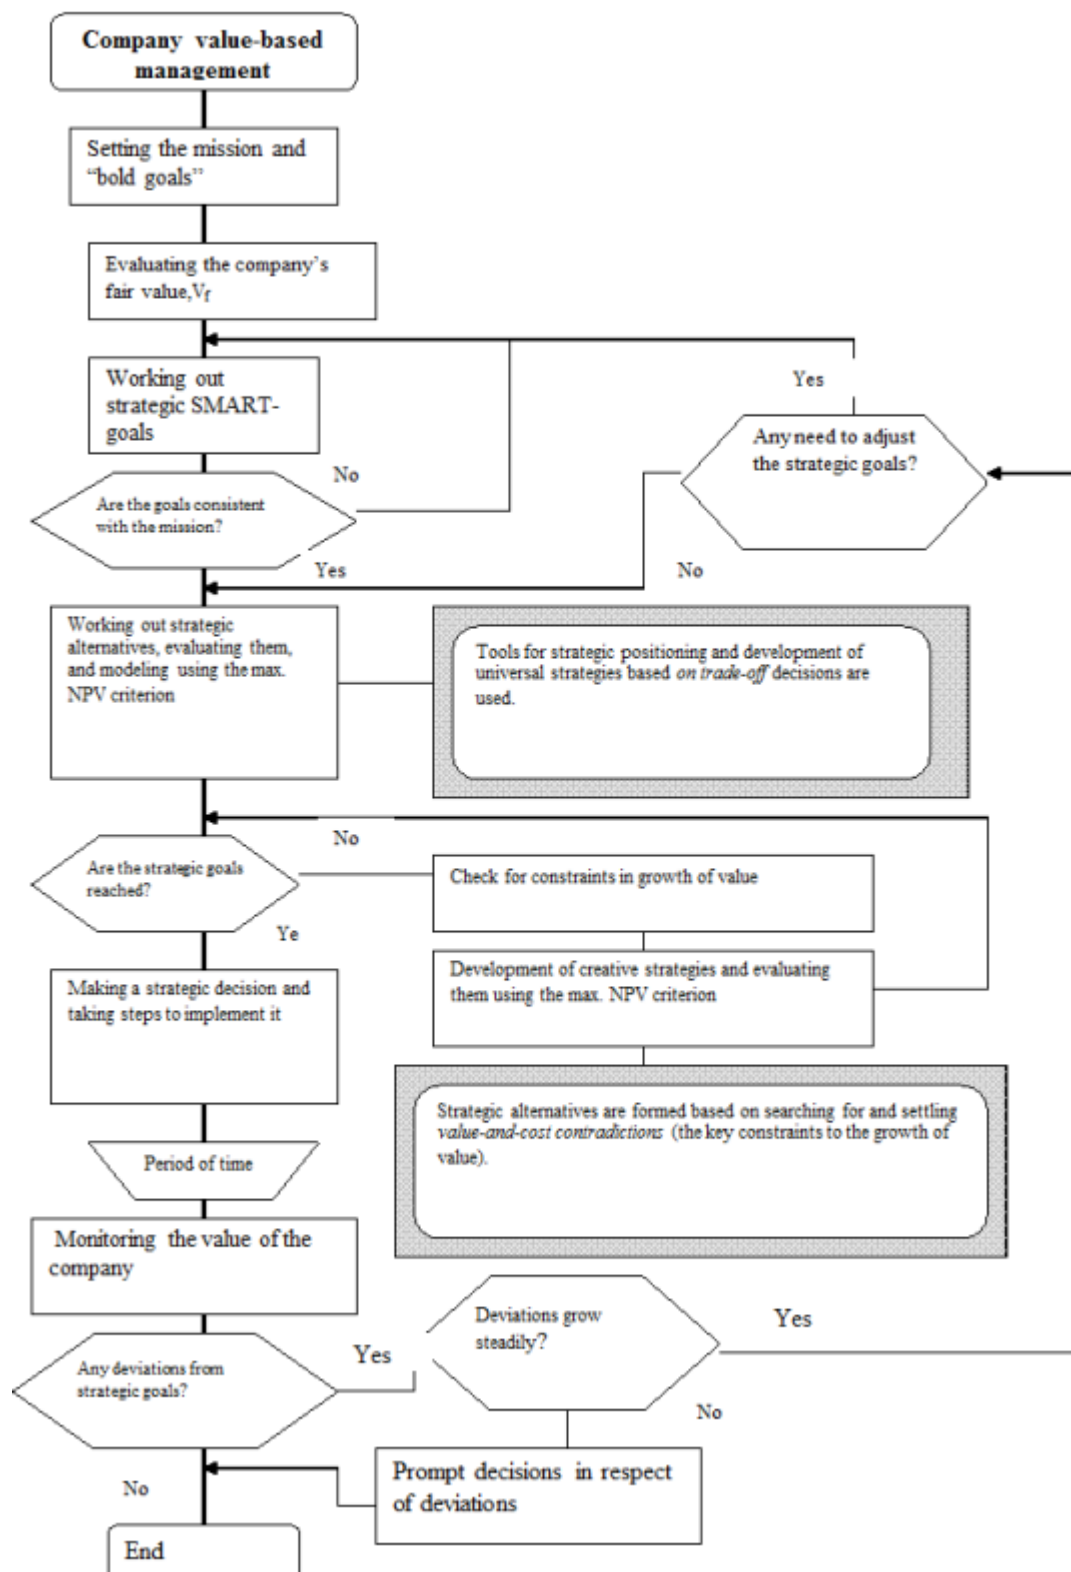 Company value-based
management
Setting the mission and
“bold goals”
Evaluating the company’s
fair value,Vf
Working out
strategic SMART-
goals
Yes
Any need to adjust
the strategic goals?
No
Are the goals consistent
with the mission?
Yes
No
Working out strategic
alternatives, evaluating them,
and modeling using the max.
NPV criterion
Tools for strategic positioning and development of
universal strategies based on trade-off decisions are
used.
No
Are the strategic goals
reached?
Check for constraints in growth of value
Ye
Development of creative strategies and evaluating
them using the max. NPV criterion
Making a strategic decision and
taking steps to implement it
Strategic alternatives are formed based on searching for and settling
value-and-cost contradictions (the key constraints to the growth of
value).
Period of time
Monitoring the value of the
company
Deviations grow
steadily?
Yes
Yes
Any deviations from
strategic goals?
No
Prompt decisions in respect
of deviations
No
End